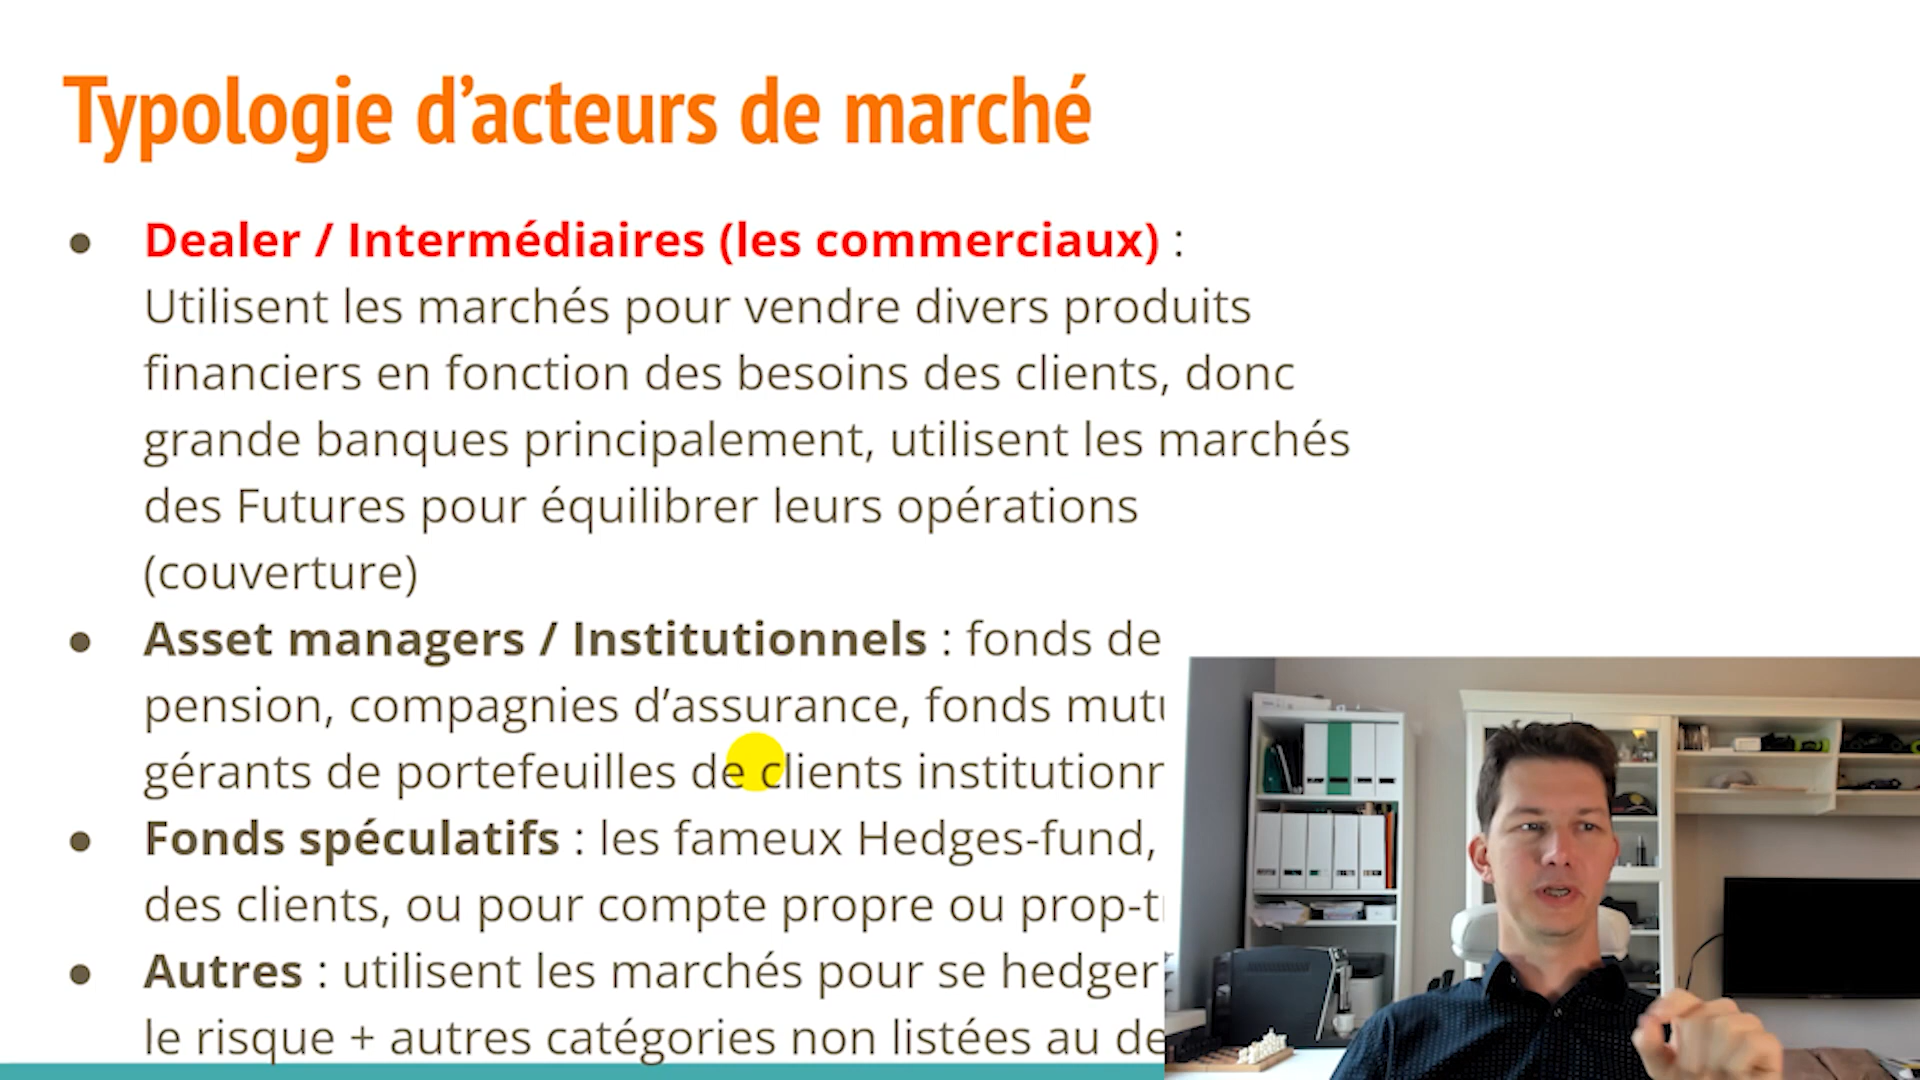 Typologie d’acteurs de marché
● Dealer / Intermédiaires (les commerciaux) :
Utilisent les marchés pour vendre divers produits
financiers en fonction des besoins des clients, donc
grande banques principalement, utilisent les marchés
des Futures pour équilibrer leurs opérations
(couverture)
● Asset managers / Institutionnels : fonds de
pension, compagnies d’assurance, fonds
gérants de portefeuilles de clients
● Fonds spéculatifs : les fameux Hedges-fund,
des clients, ou pour compte propre ou
● Autres : utilisent les marchés pour se hedger
le risque + autres catégories non listées au